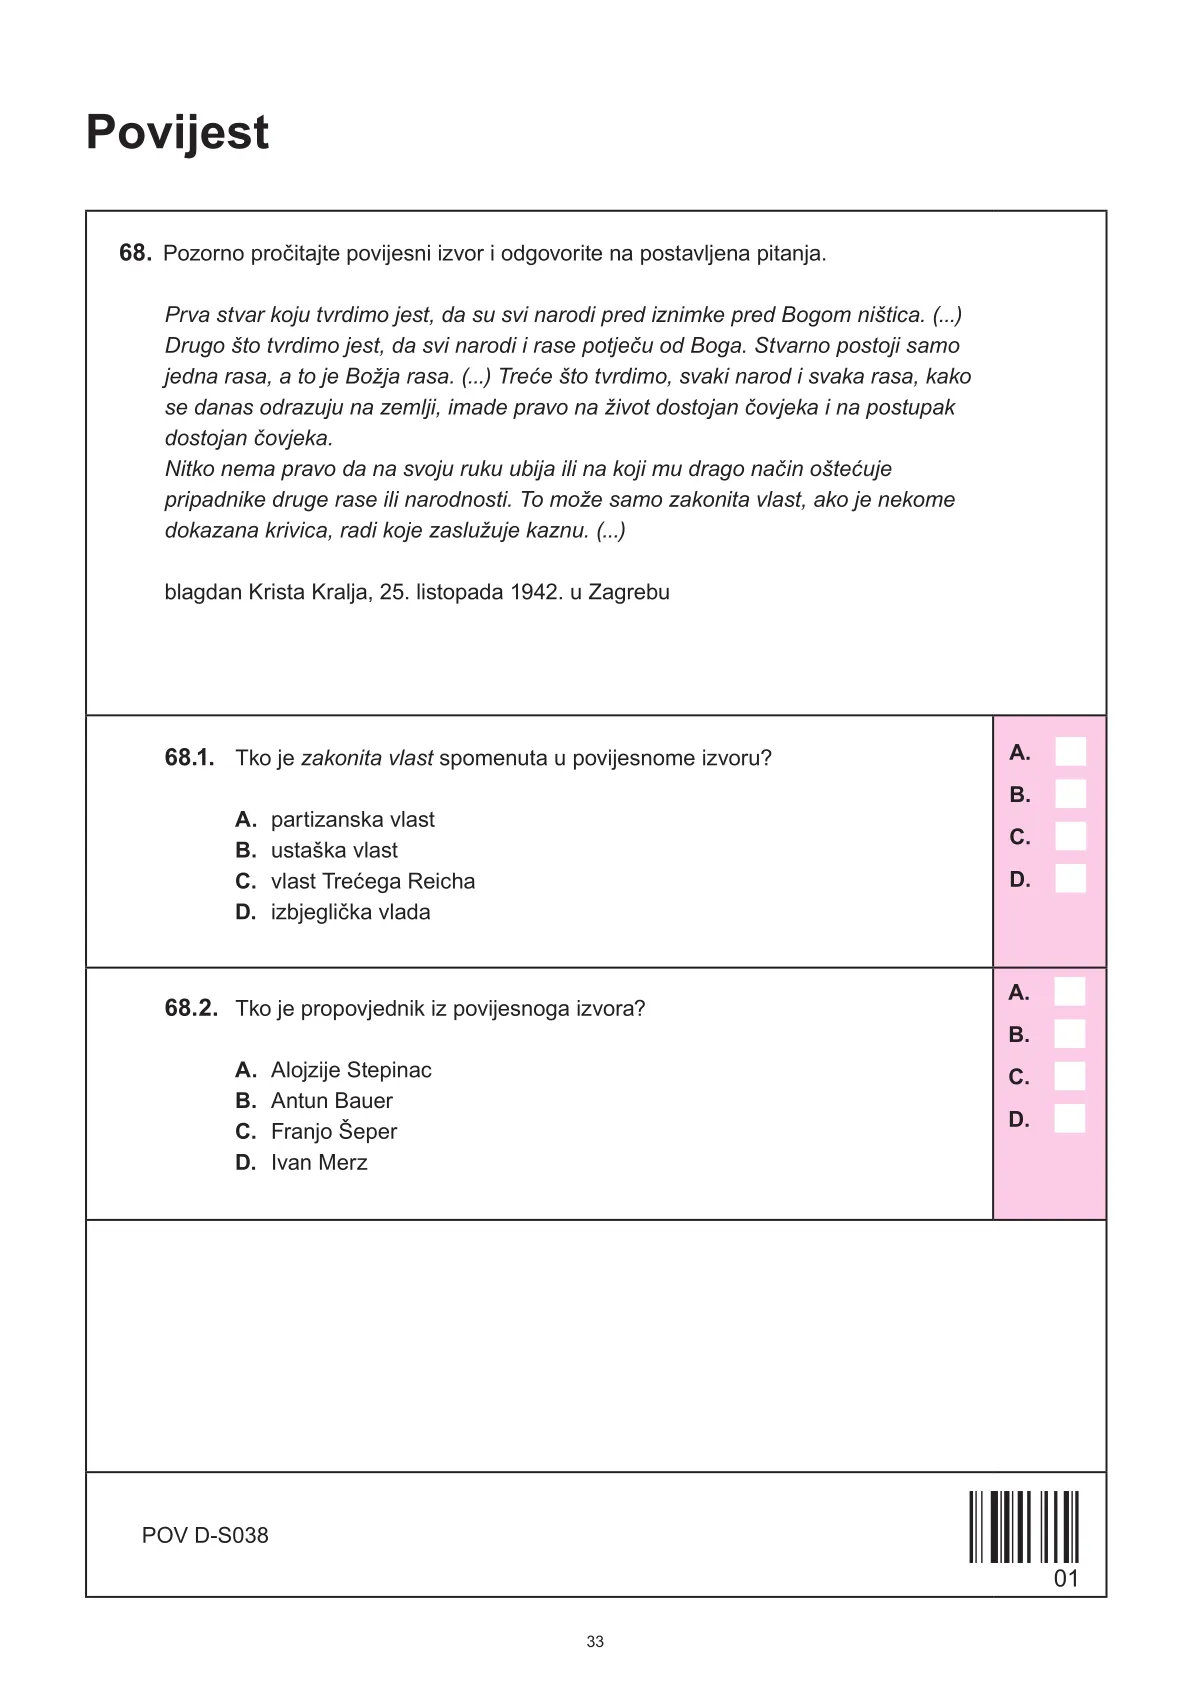 Povijest
68. Pozorno pročitajte povijesni izvor i odgovorite na postavljena pitanja.
Prva stvar koju tvrdimo jest, da su svi narodi pred iznimke pred Bogom ništica. (...)
Drugo što tvrdimo jest, da svi narodi i rase potječu od Boga. Stvarno postoji samo
jedna rasa, a to je Božja rasa. (...) Treće što tvrdimo, svaki narod i svaka rasa, kako
se danas odrazuju na zemlji, imade pravo na život dostojan čovjeka i na postupak
dostojan čovjeka.
Nitko nema pravo da na svoju ruku ubija ili na koji mu drago način oštećuje
pripadnike druge rase ili narodnosti. To može samo zakonita vlast, ako je nekome
dokazana krivica, radi koje zaslužuje kaznu. (...)
blagdan Krista Kralja, 25. listopada 1942. u Zagrebu
68.1. Tko je zakonita vlast spomenuta u povijesnome izvoru?
A. partizanska vlast
B. ustaška vlast
C. vlast Trećega Reicha
D. izbjeglička vlada
A.
B.
C.
D.
68.2. Tko je propovjednik iz povijesnoga izvora?
A. Alojzije Stepinac
B. Antun Bauer
C. Franjo Šeper
D. Ivan Merz
A.
B.
C.
D.
POV D-S038
01
33